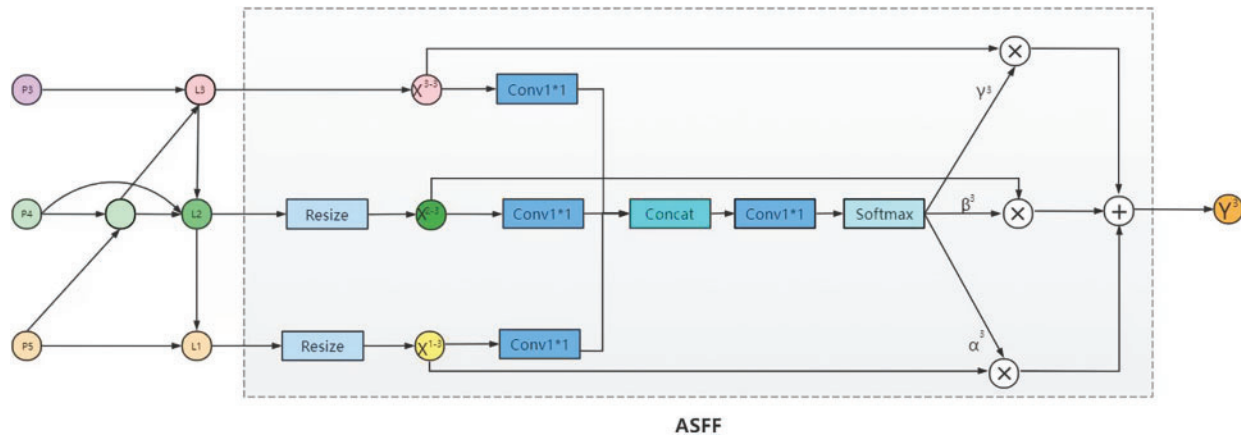 P3
L3
X³⁻³
Conv1*1
γ³
P4
L2
Resize
X²⁻³
Conv1*1
Concat
Conv1*1
Softmax
β³
Y³
P5
L1
Resize
X¹⁻³
Conv1*1
α³
ASFF